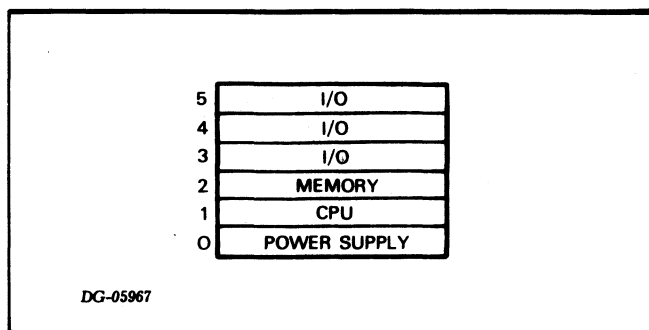 5 I/O
4 I/O
3 I/O
2 MEMORY
1 CPU
0 POWER SUPPLY
DG-05967